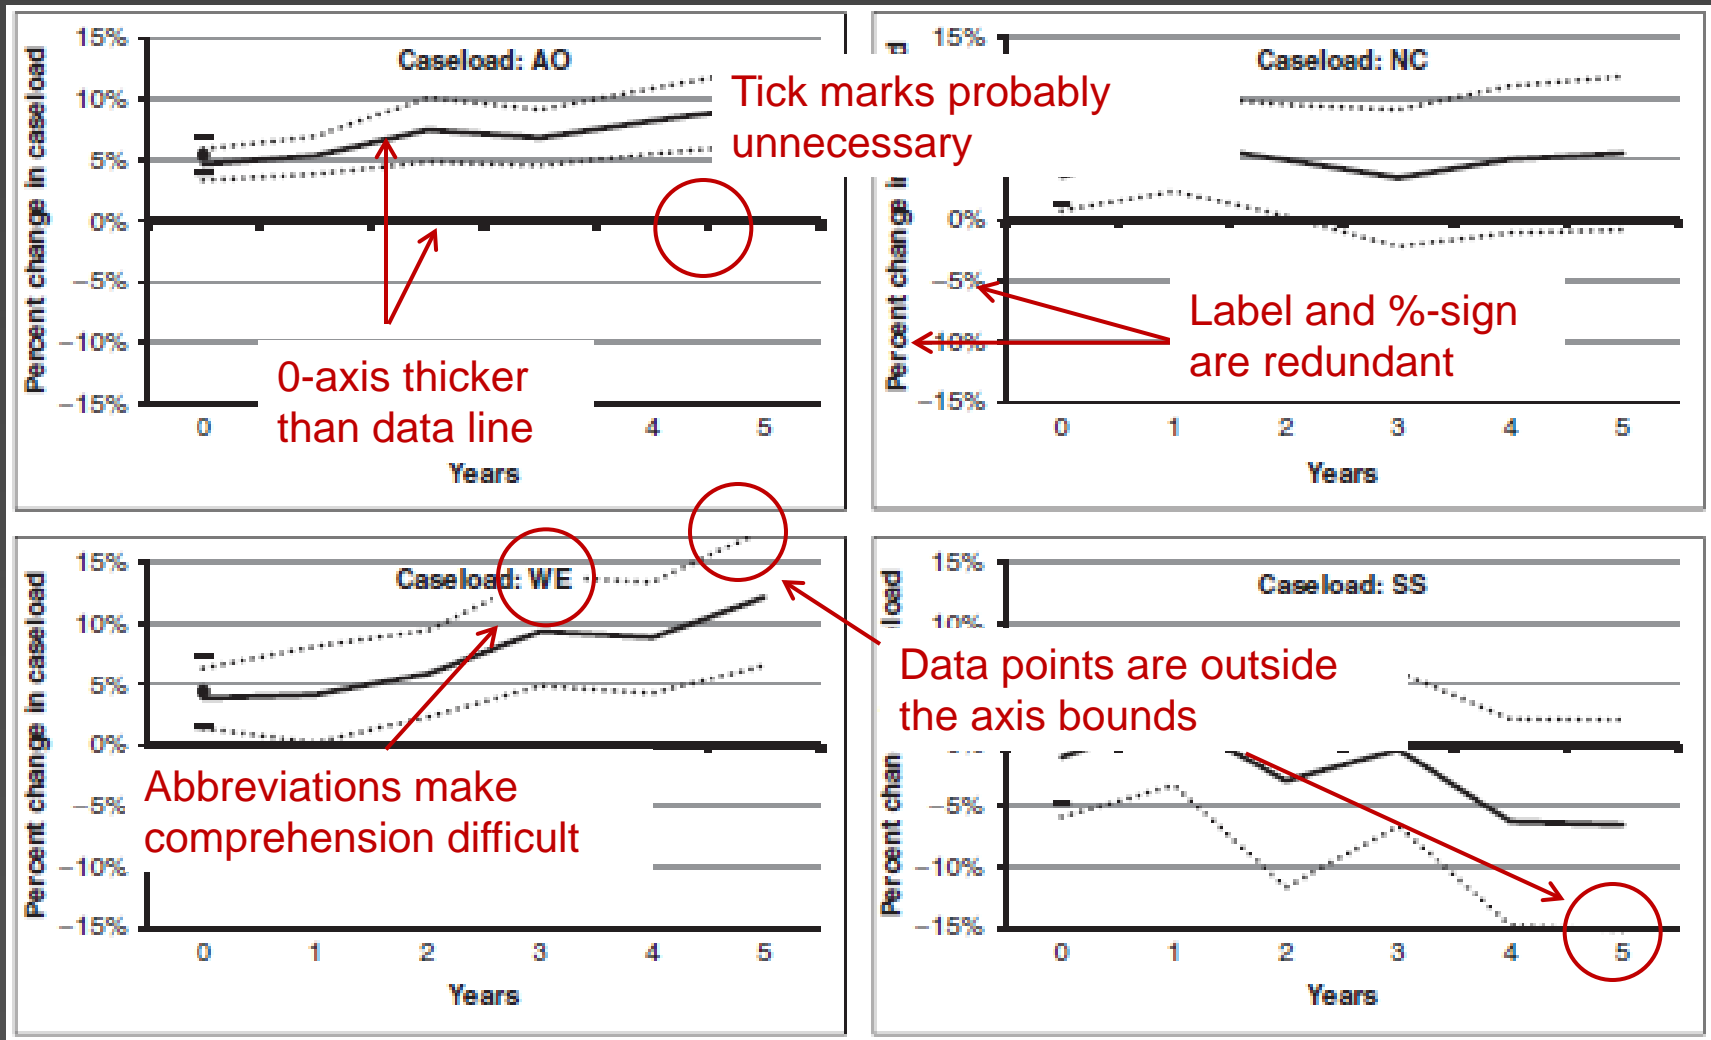 15%
Caseload: AO
10%
5%
0%
–5%
–10%
–15%
Percent change in caseload
0
4
5
Years
Tick marks probably
unnecessary
0-axis thicker
than data line
15%
Caseload: NC
0%
–5%
–10%
–15%
Percent change
0
1
2
3
4
5
Years
Label and %-sign
are redundant
15%
Caseload: WE
10%
5%
0%
–5%
–10%
–15%
Percent change in caseload
0
1
2
3
4
5
Years
Abbreviations make
comprehension difficult
15%
Caseload: SS
10%
–5%
–10%
–15%
Percent
0
1
2
3
4
5
Years
Data points are outside
the axis bounds